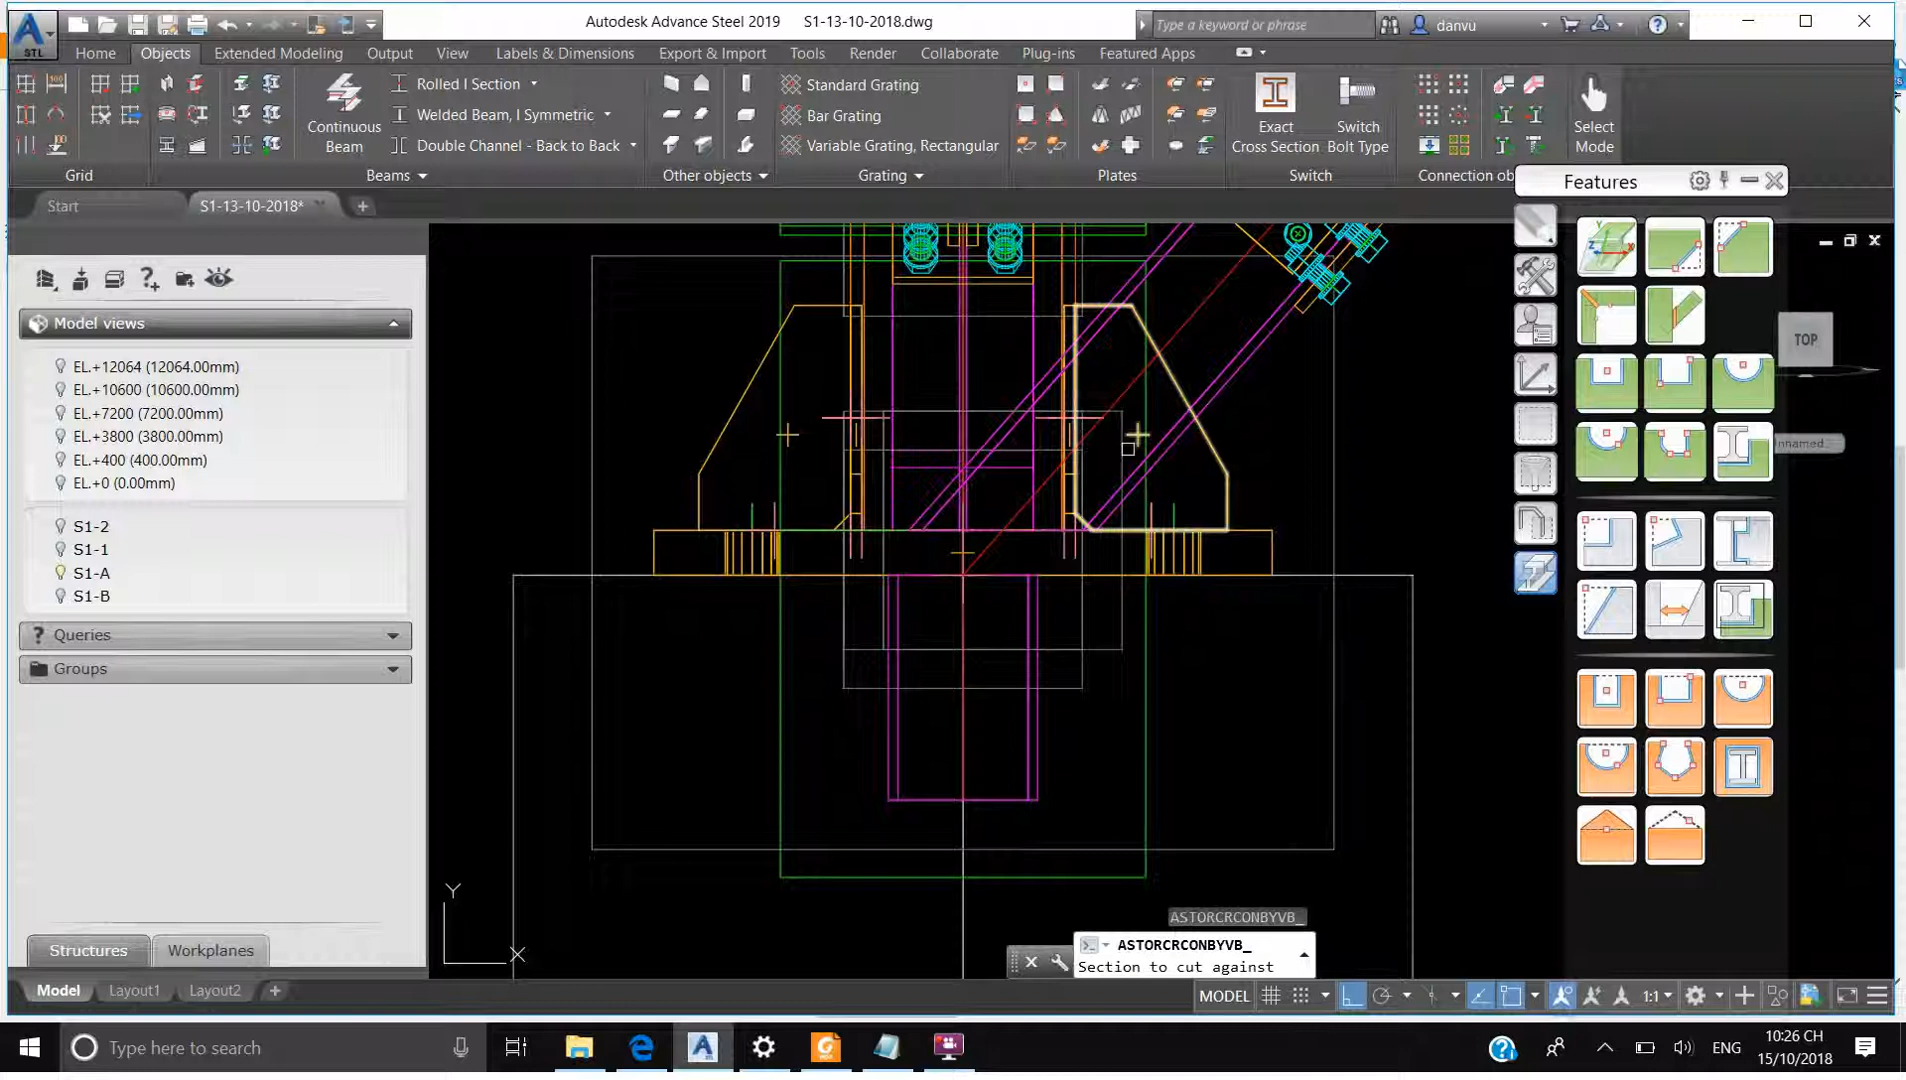 Autodesk Advance Steel 2019 S1-13-10-2018.dwg
Type a keyword or phrase
danvu
STL
Home Objects Extended Modeling Output View Labels & Dimensions Export & Import Tools Render Collaborate Plug-ins Featured Apps
Continuous
Beam
Rolled I Section
Welded Beam, I Symmetric
Double Channel - Back to Back
Standard Grating
Bar Grating
Variable Grating, Rectangular
Exact
Cross Section
Switch
Bolt Type
Select
Mode
Grid Beams Other objects Grating Plates Switch Connection ob
Features
Start S1-13-10-2018*
TOP
Model views
EL.+12064 (12064.00mm)
EL.+10600 (10600.00mm)
EL.+7200 (7200.00mm)
EL.+3800 (3800.00mm)
EL.+400 (400.00mm)
EL.+0 (0.00mm)
S1-2
S1-1
S1-A
S1-B
Queries
Groups
nnamed
Y
X
ASTORCRCONBYVB_
ASTORCRCONBYVB_
Section to cut against
Structures Workplanes
Model Layout1 Layout2
MODEL 1:1
Type here to search
ENG
10:26 CH
15/10/2018